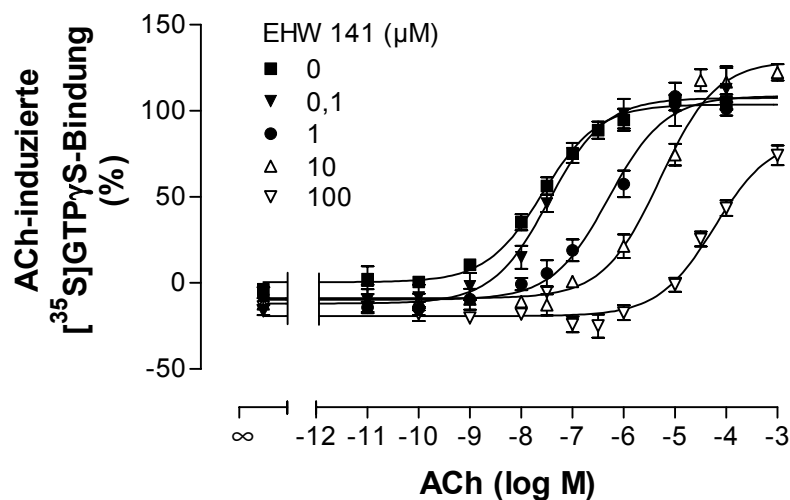 EHW 141 (µM)
0
0,1
1
10
100
150
100
50
0
-50
ACh-induzierte
[³⁵S]GTPγS-Bindung
(%)
∞ -12 -11 -10 -9 -8 -7 -6 -5 -4 -3
ACh (log M)